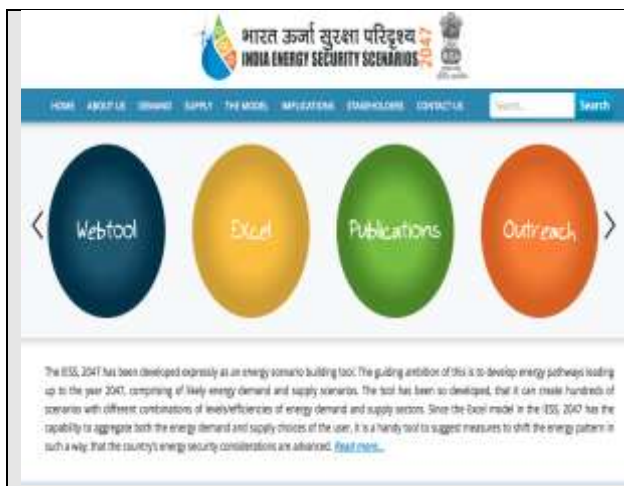 भारत ऊर्जा सुरक्षा परिदृश्य
INDIA ENERGY SECURITY SCENARIOS
2047
HOME ABOUT US DEMAND SUPPLY THE MODEL IMPLICATIONS STAKEHOLDERS CONTACT US Search... Search
Webtool Excel Publications Outreach
The IESS, 2047 has been developed expressly as an energy scenario building tool. The guiding ambition of this is to develop energy pathways leading
up to the year 2047, comprising of likely energy demand and supply scenarios. The tool has been so developed, that it can create hundreds of
scenarios with different combinations of levels/efficiencies of energy demand and supply sectors. Since the Excel model in the IESS, 2047 has the
capability to aggregate both the energy demand and supply choices of the user, it is a handy tool to suggest measures to shift the energy pattern in
such a way, that the country's energy security considerations are advanced. Read more...